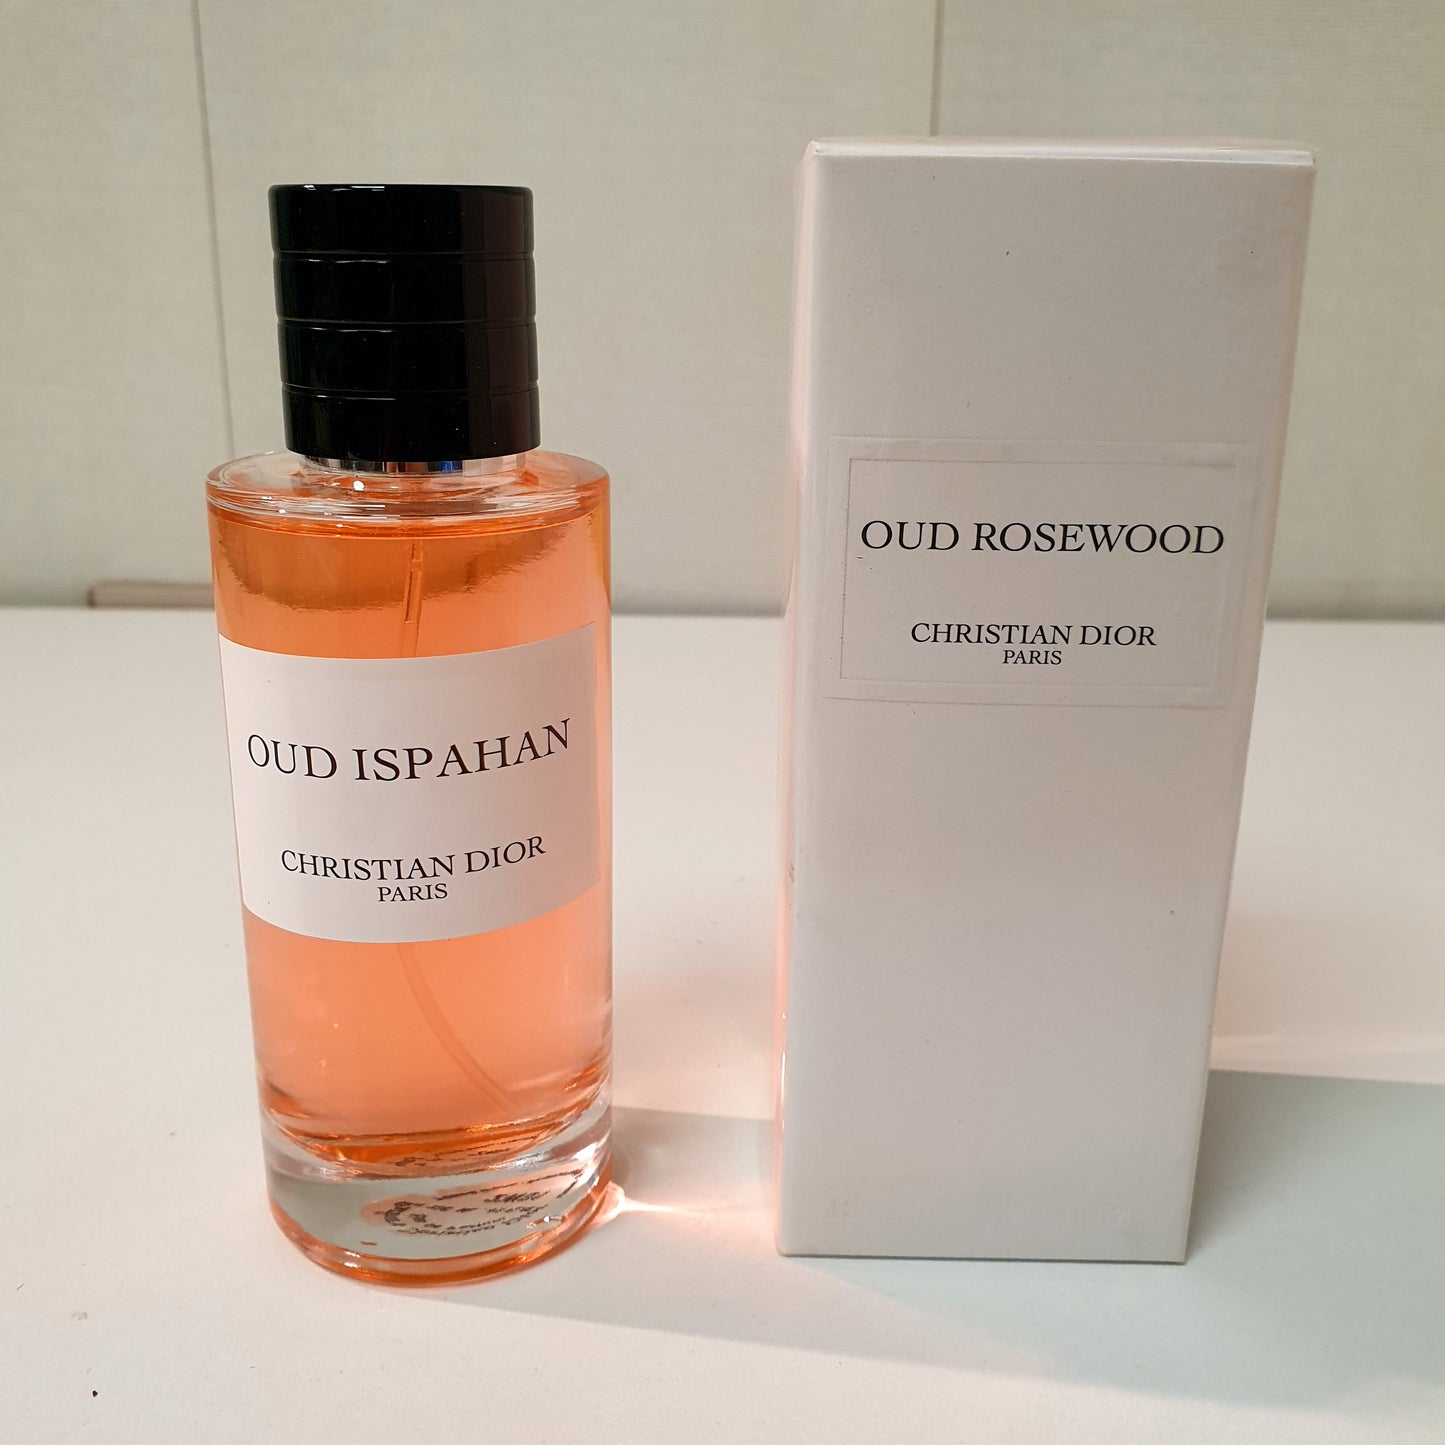 OUD ISPAHAN
CHRISTIAN DIOR
PARIS
OUD ROSEWOOD
CHRISTIAN DIOR
PARIS